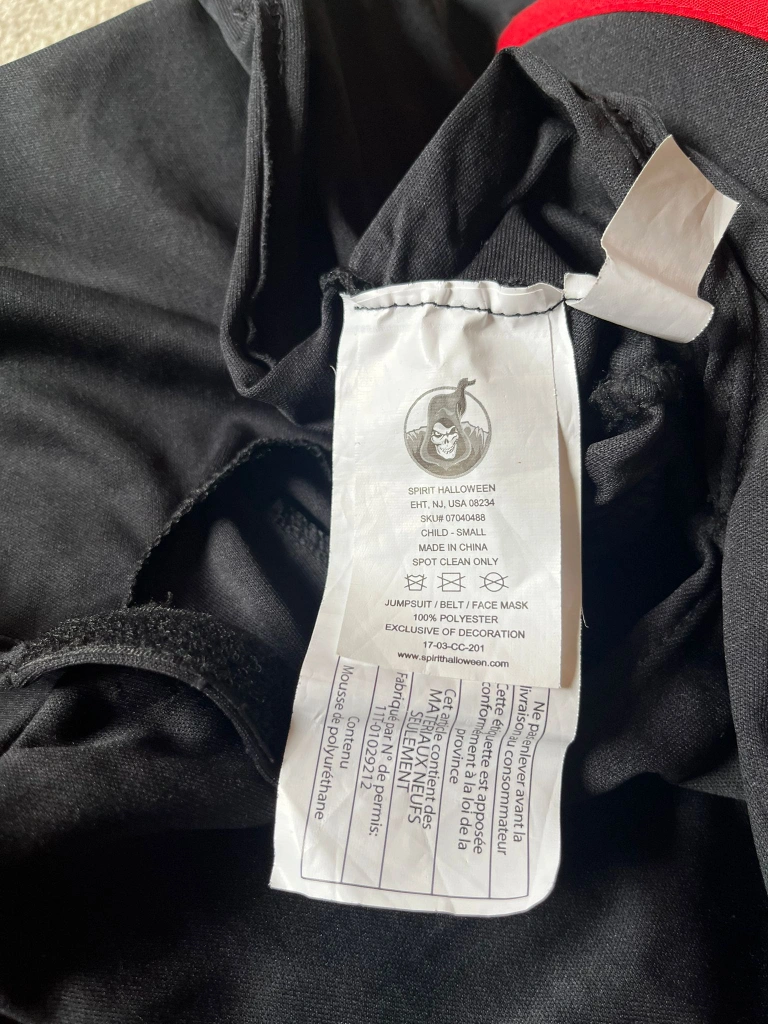 SPIRIT HALLOWEEN
EHT, NJ, USA 08234
SKU# 07040488
CHILD - SMALL
MADE IN CHINA
SPOT CLEAN ONLY
JUMPSUIT / BELT / FACE MASK
100% POLYESTER
EXCLUSIVE OF DECORATION
17-03-CC-201
www.spirithalloween.com
Ne pas enlever avant la
livraison au consommateur
Cette étiquette est apposée
conformément à la loi de la
province
Cet article contient des
MATÉRIAUX NEUFS
SEULEMENT
Fabriqué par N° de permis:
11T01029212
Contenu
Mousse de polyuréthane